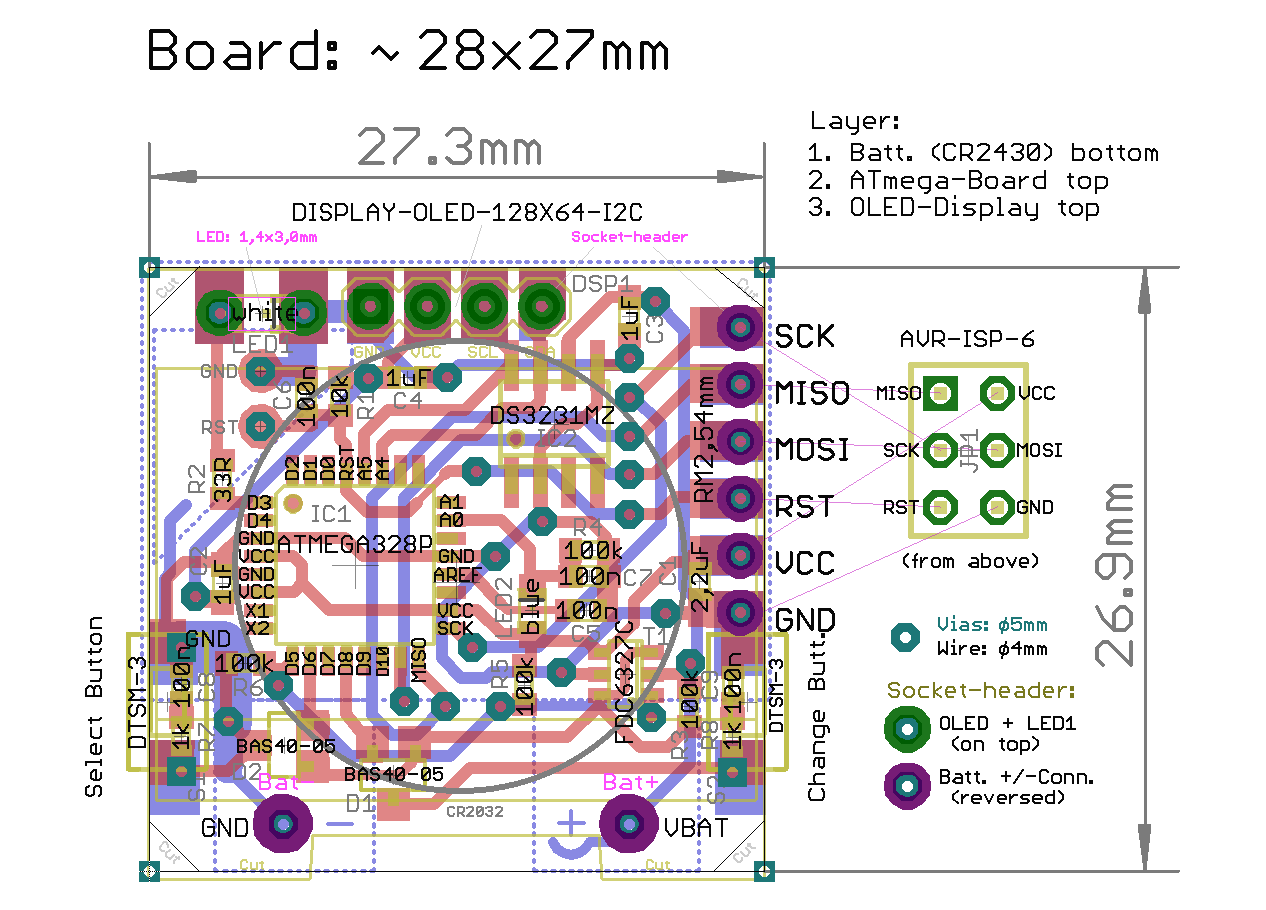 Board: ~ 28x27mm
Layer:
1. Batt. (CR2430) bottom
2. ATmega-Board top
3. OLED-Display top
27.3mm
DISPLAY-OLED-128X64-I2C
LED: 1,4x3,0mm
Socket-header
Cut
Cut
DSP1
white
LED1
GND
VCC
SCL
1uF
C3
SCK
AVR-ISP-6
GND
C6
100n
10k
R1
1uF
C4
RST
DS3231MZ
IC2
RM2,54mm
MISO
MISO
VCC
MOSI
SCK
MOSI
JP1
RST
RST
GND
VCC
(from above)
GND
26.9mm
R2
33R
D2
D1
D0
RST
A5
A4
D3
D4
GND
VCC
GND
VCC
X1
X2
IC1
ATMEGA328P
A1
A0
GND
AREF
VCC
SCK
D5
D6
D7
D8
D9
D10
MISO
C2
1uF
R4
100k
100n
C7
100n
C5
LED2
blue
C1
2,2uF
T1
FDC6327C
R5
100k
R3
100k
Vias: ϕ5mm
Wire: ϕ4mm
Socket-header:
OLED + LED1
(on top)
Batt. +/-Conn.
(reversed)
Select Button
DTSM-3
GND
100k
R6
1k
100n
R7
C8
S1
BAS40-05
D2
BAS40-05
D1
Bat-
Bat+
GND
-
CR2032
+
VBAT
R8
C9
1k
100n
S2
DTSM-3
Change Butt.
Cut
Cut
Cut
Cut